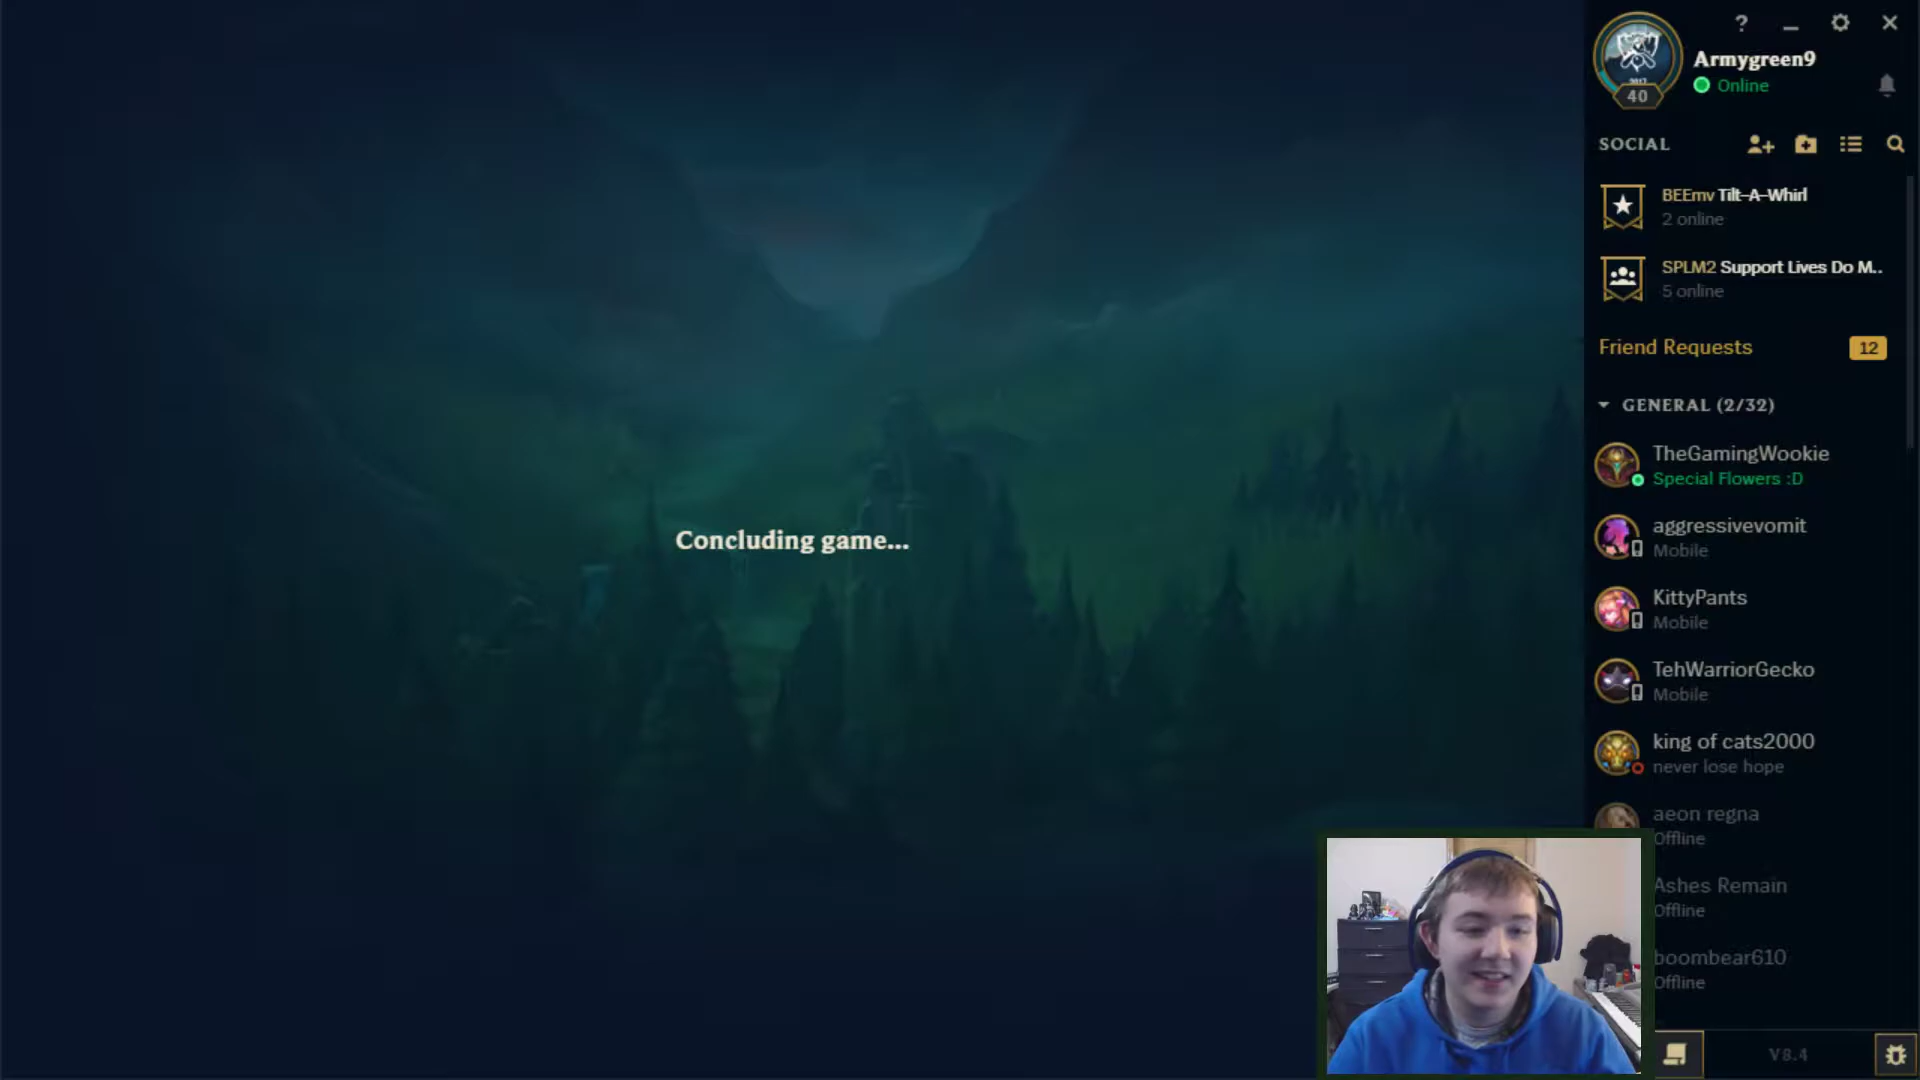 ?
Armygreen9
Online
40
SOCIAL
BEEmv Tilt-A-Whirl
2 online
SPLM2 Support Lives Do M..
5 online
Friend Requests
12
GENERAL (2/32)
TheGamingWookie
Special Flowers :D
aggressivevomit
Mobile
KittyPants
Mobile
TehWarriorGecko
Mobile
king of cats2000
never lose hope
aeon regna
Offline
Ashes Remain
Offline
boombear610
Offline
V8.4
Concluding game...